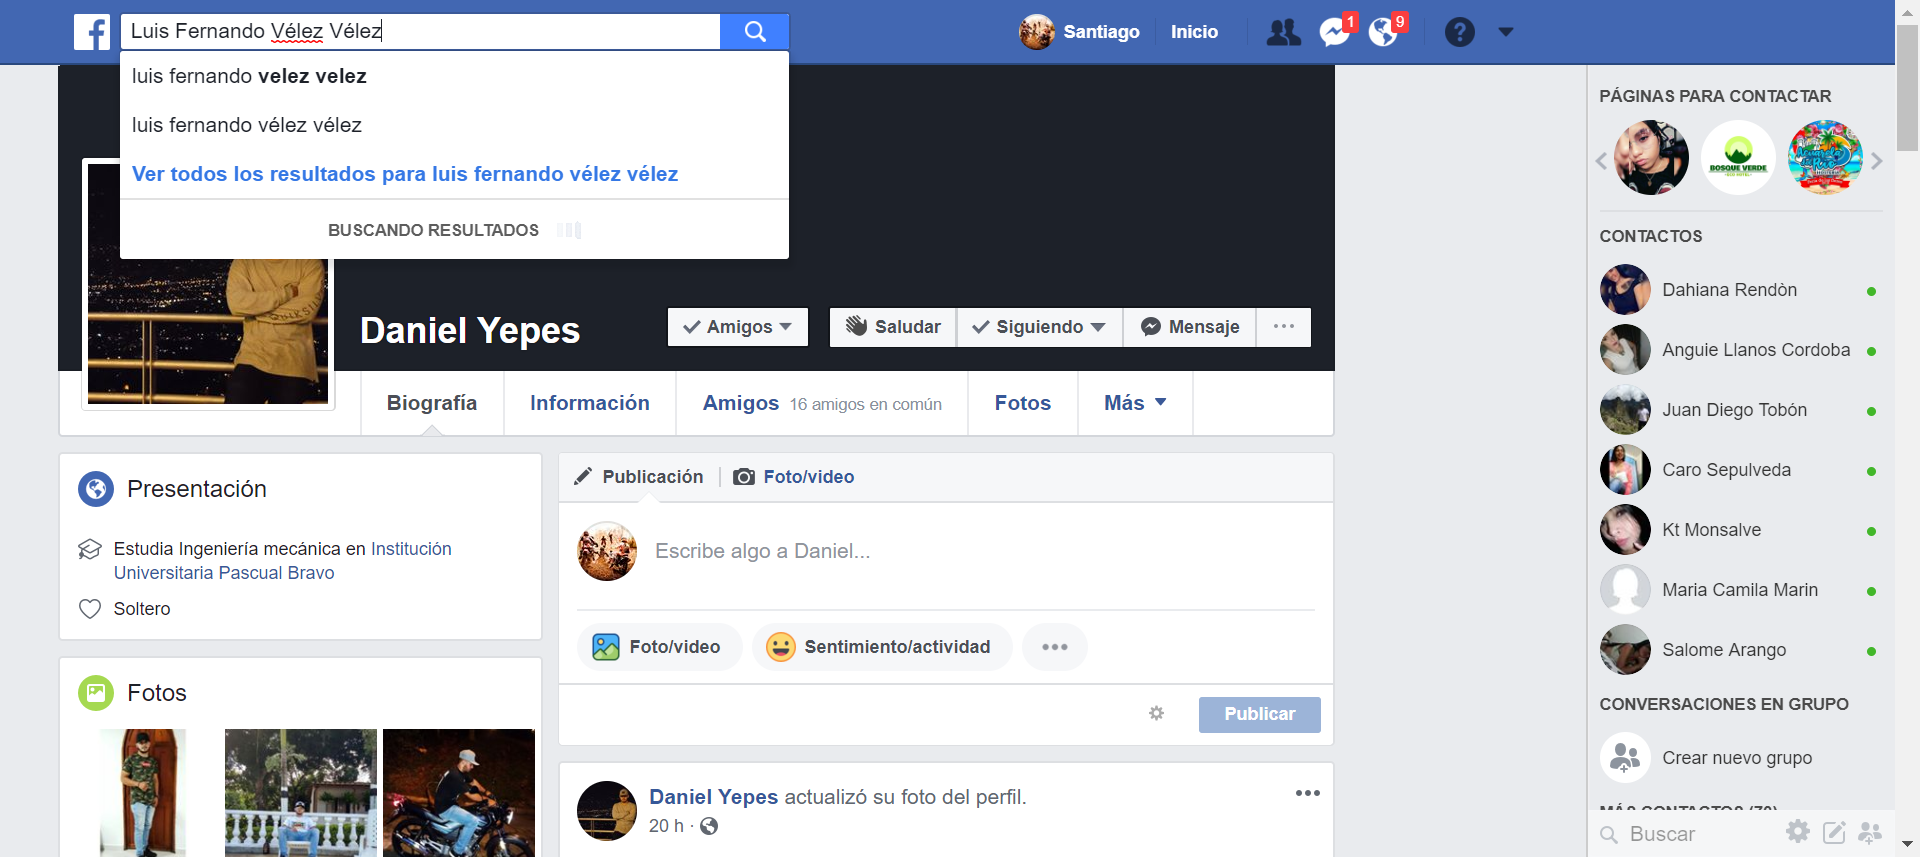 Luis Fernando Vélez Vélez
Santiago
Inicio
1
9
?
luis fernando velez velez
luis fernando vélez vélez
Ver todos los resultados para luis fernando vélez vélez
BUSCANDO RESULTADOS
Daniel Yepes
Amigos
Saludar
Siguiendo
Mensaje
Biografía
Información
Amigos 16 amigos en común
Fotos
Más
Presentación
Estudia Ingeniería mecánica en Institución
Universitaria Pascual Bravo
Soltero
Fotos
Publicación
Foto/video
Escribe algo a Daniel...
Foto/video
Sentimiento/actividad
Publicar
Daniel Yepes actualizó su foto del perfil.
20 h ·
PÁGINAS PARA CONTACTAR
BOSQUE VERDE
CONTACTOS
Dahiana Rendòn
Anguie Llanos Cordoba
Juan Diego Tobón
Caro Sepulveda
Kt Monsalve
Maria Camila Marin
Salome Arango
CONVERSACIONES EN GRUPO
Crear nuevo grupo
MÁS CONTACTOS (70)
Buscar